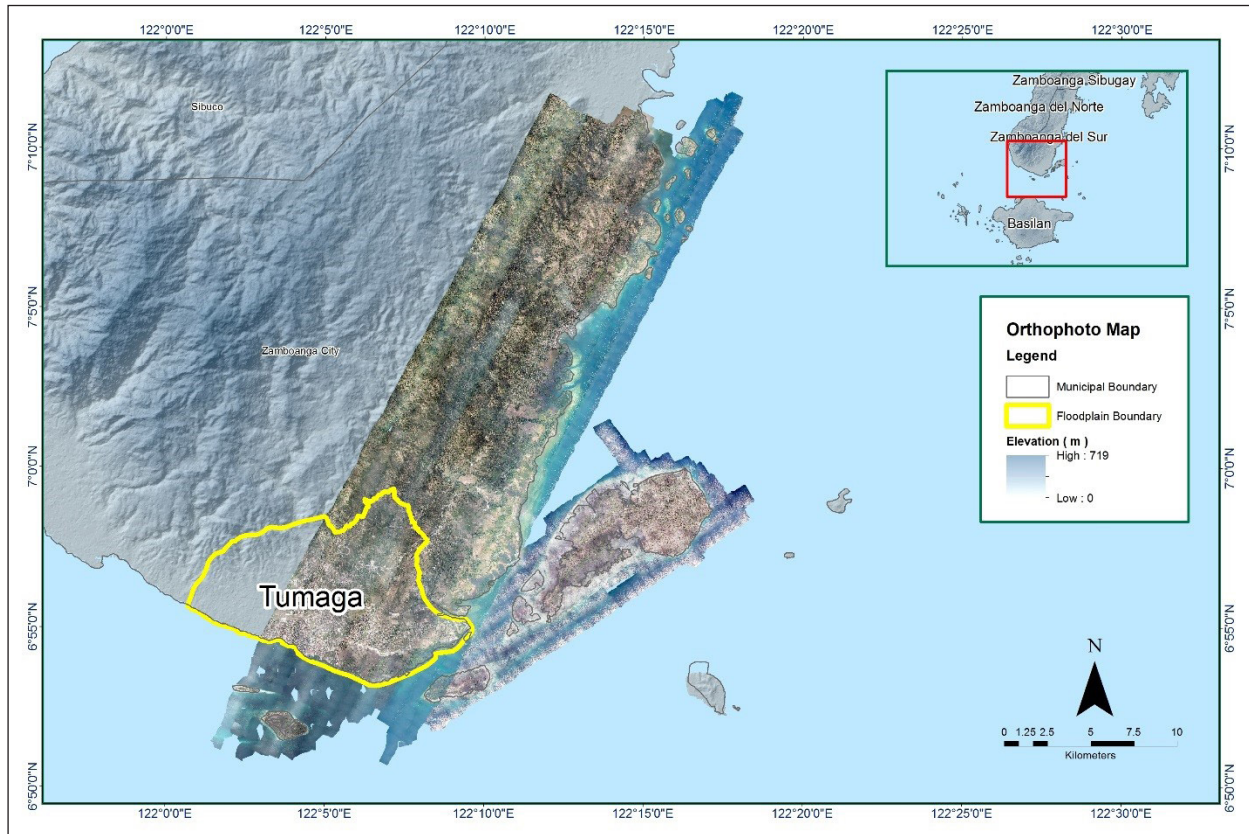 122°0'0"E 122°5'0"E 122°10'0"E 122°15'0"E 122°20'0"E 122°25'0"E 122°30'0"E
Zamboanga Sibugay
Zamboanga del Norte
Zamboanga del Sur
Basilan
Sibuco
7°10'0"N 7°10'0"N
7°5'0"N 7°5'0"N
Orthophoto Map
Legend
Municipal Boundary
Floodplain Boundary
Elevation ( m )
High : 719
Low : 0
Zamboanga City
7°0'0"N 7°0'0"N
Tumaga
6°55'0"N 6°55'0"N
N
0 1.25 2.5 5 7.5 10
Kilometers
6°50'0"N 6°50'0"N
122°0'0"E 122°5'0"E 122°10'0"E 122°15'0"E 122°20'0"E 122°25'0"E 122°30'0"E